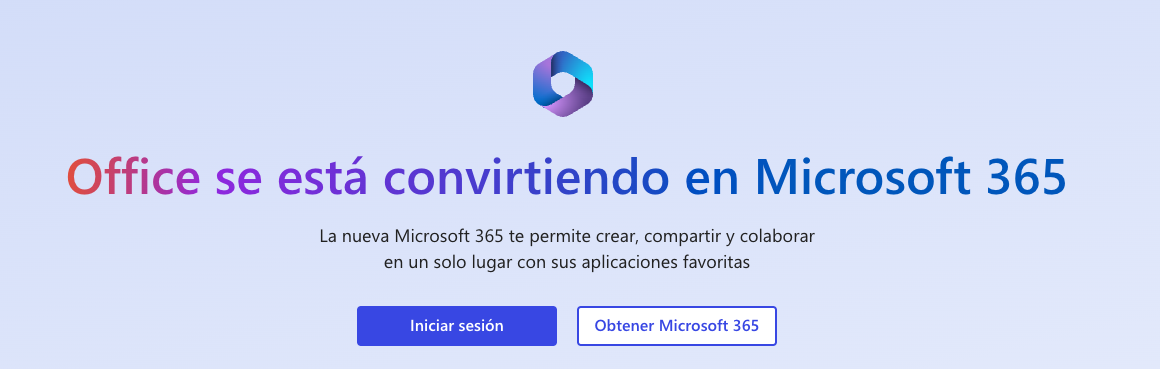 Office se está convirtiendo en Microsoft 365
La nueva Microsoft 365 te permite crear, compartir y colaborar
en un solo lugar con sus aplicaciones favoritas
Iniciar sesión
Obtener Microsoft 365